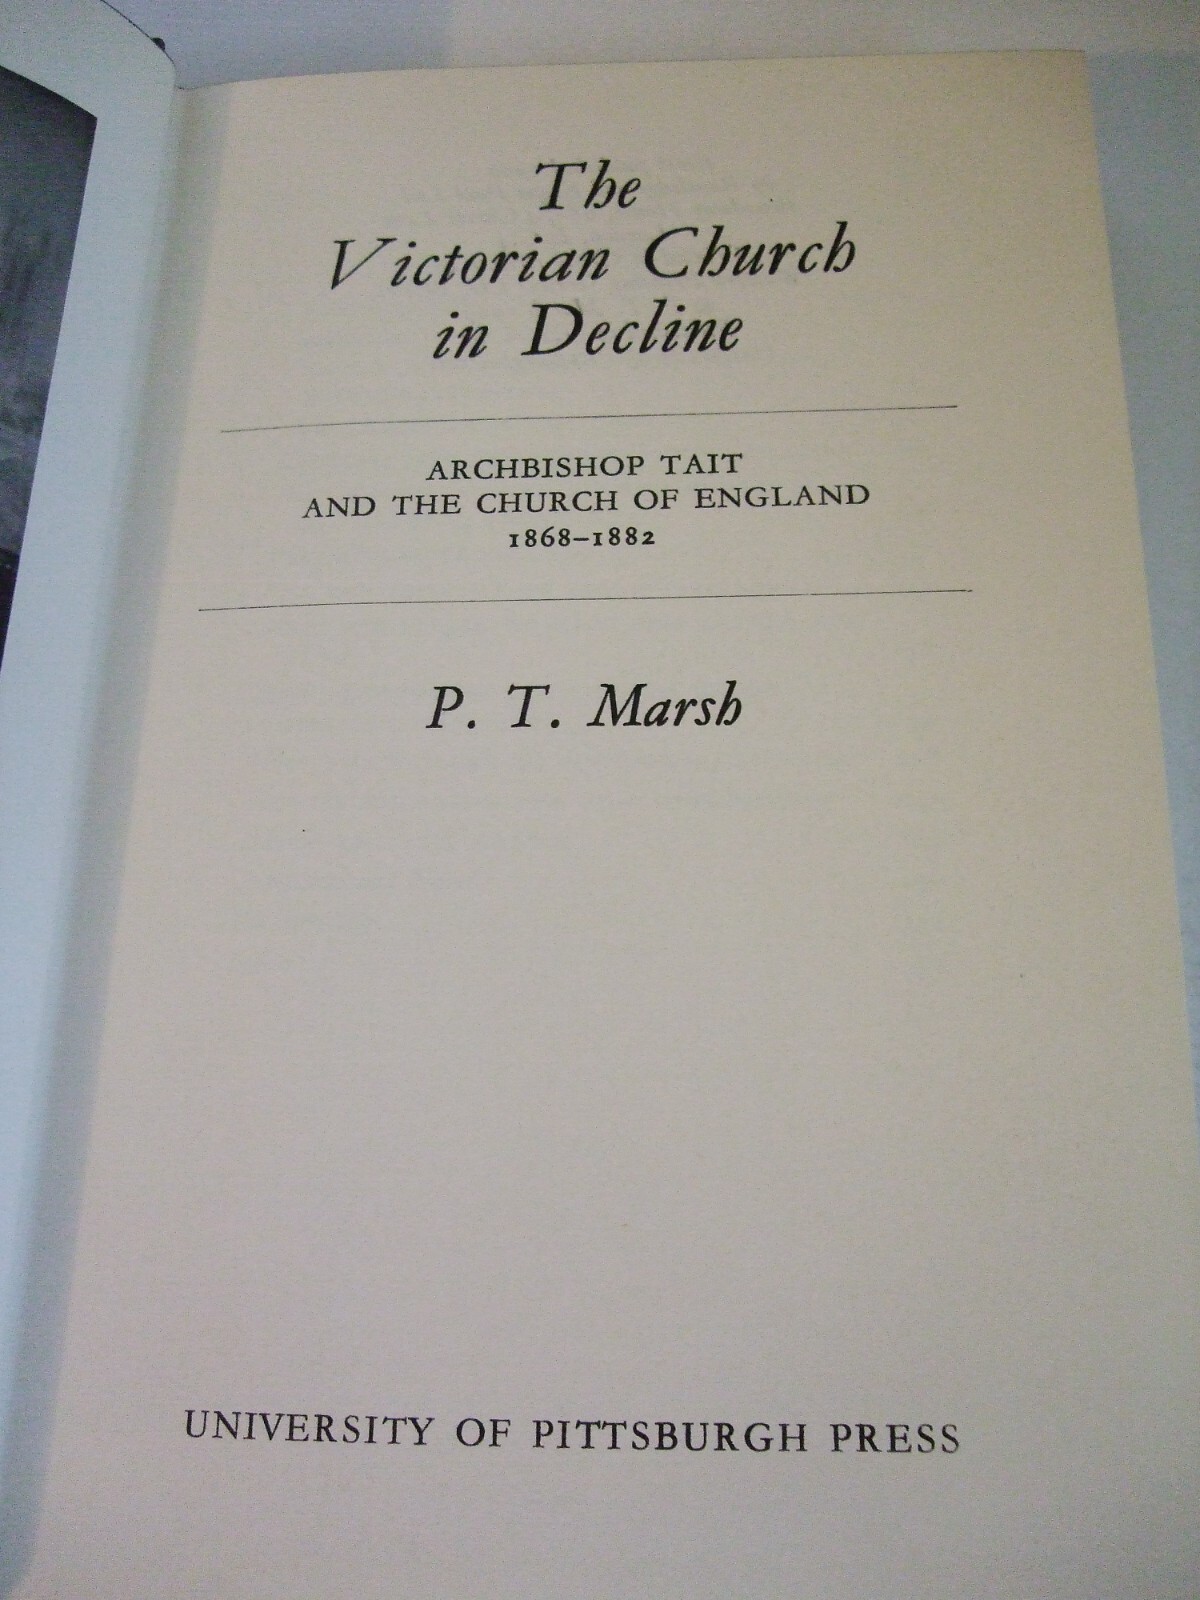 The
Victorian Church
in Decline
ARCHBISHOP TAIT
AND THE CHURCH OF ENGLAND
1868–1882
P. T. Marsh
UNIVERSITY OF PITTSBURGH PRESS